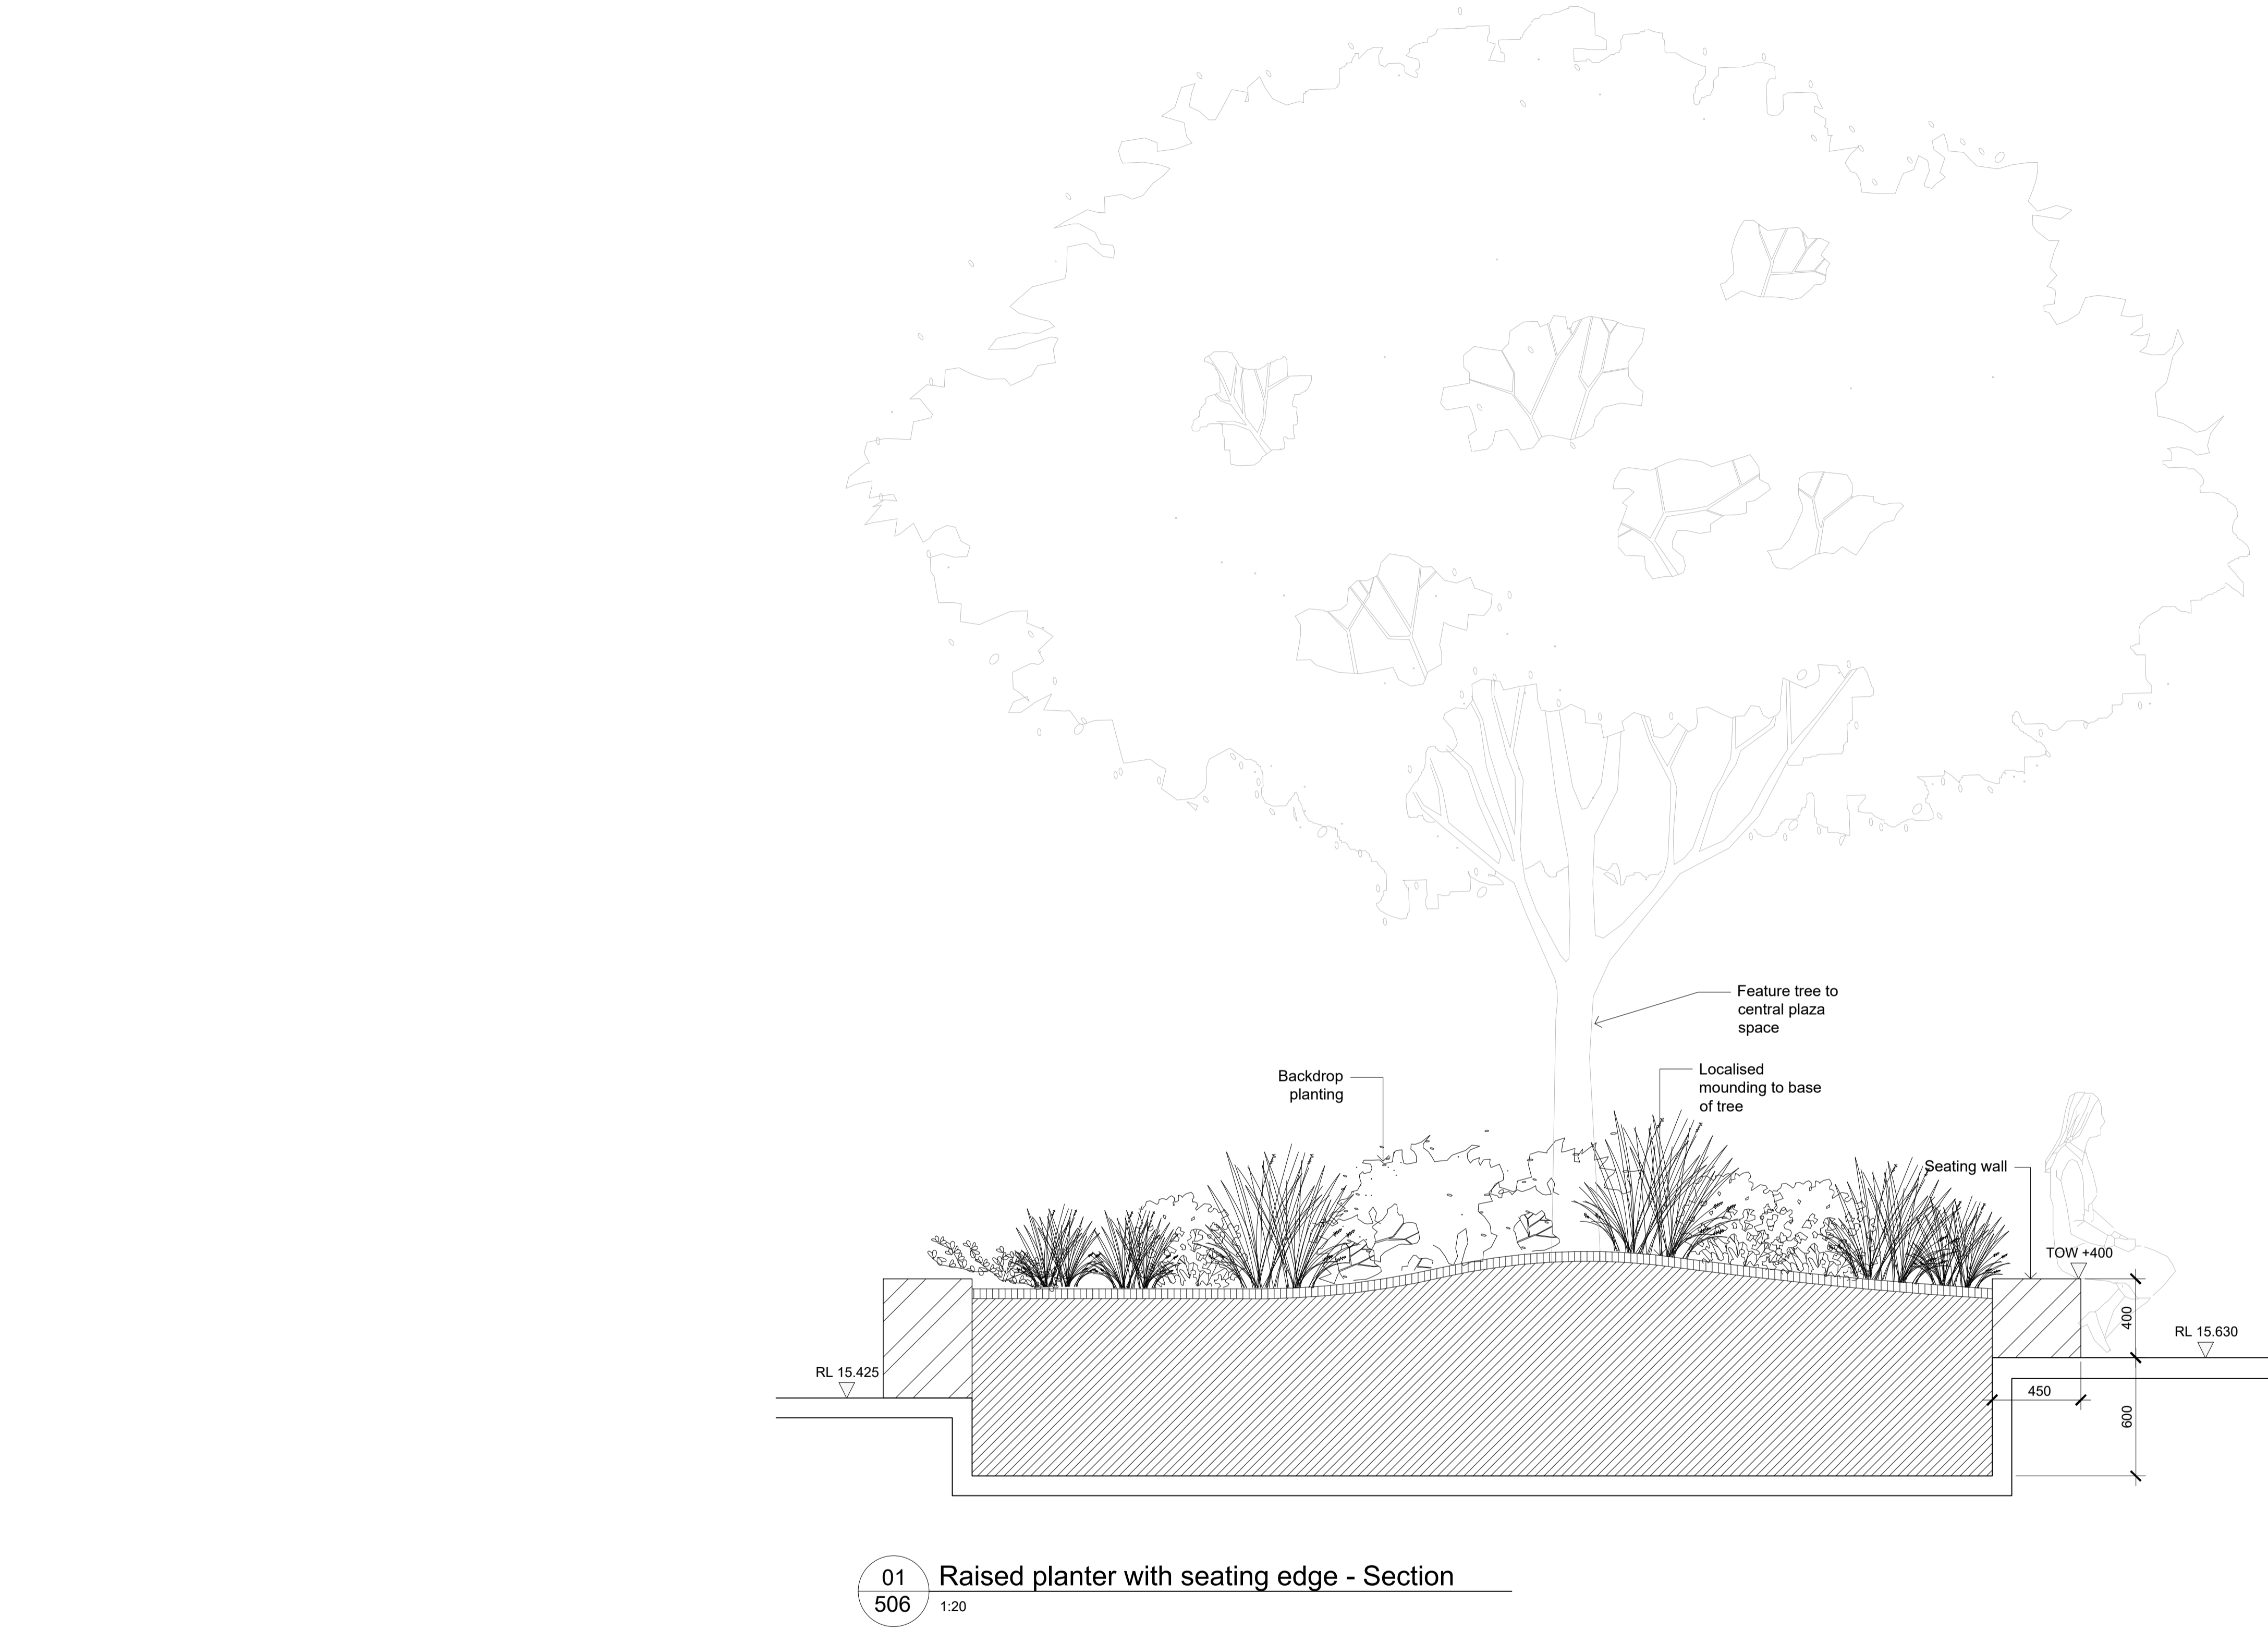 Feature tree to
central plaza
space
Backdrop
planting
Localised
mounding to base
of tree
Seating wall
TOW +400
400
RL 15.630
RL 15.425
450
600
01
506
Raised planter with seating edge - Section
1:20